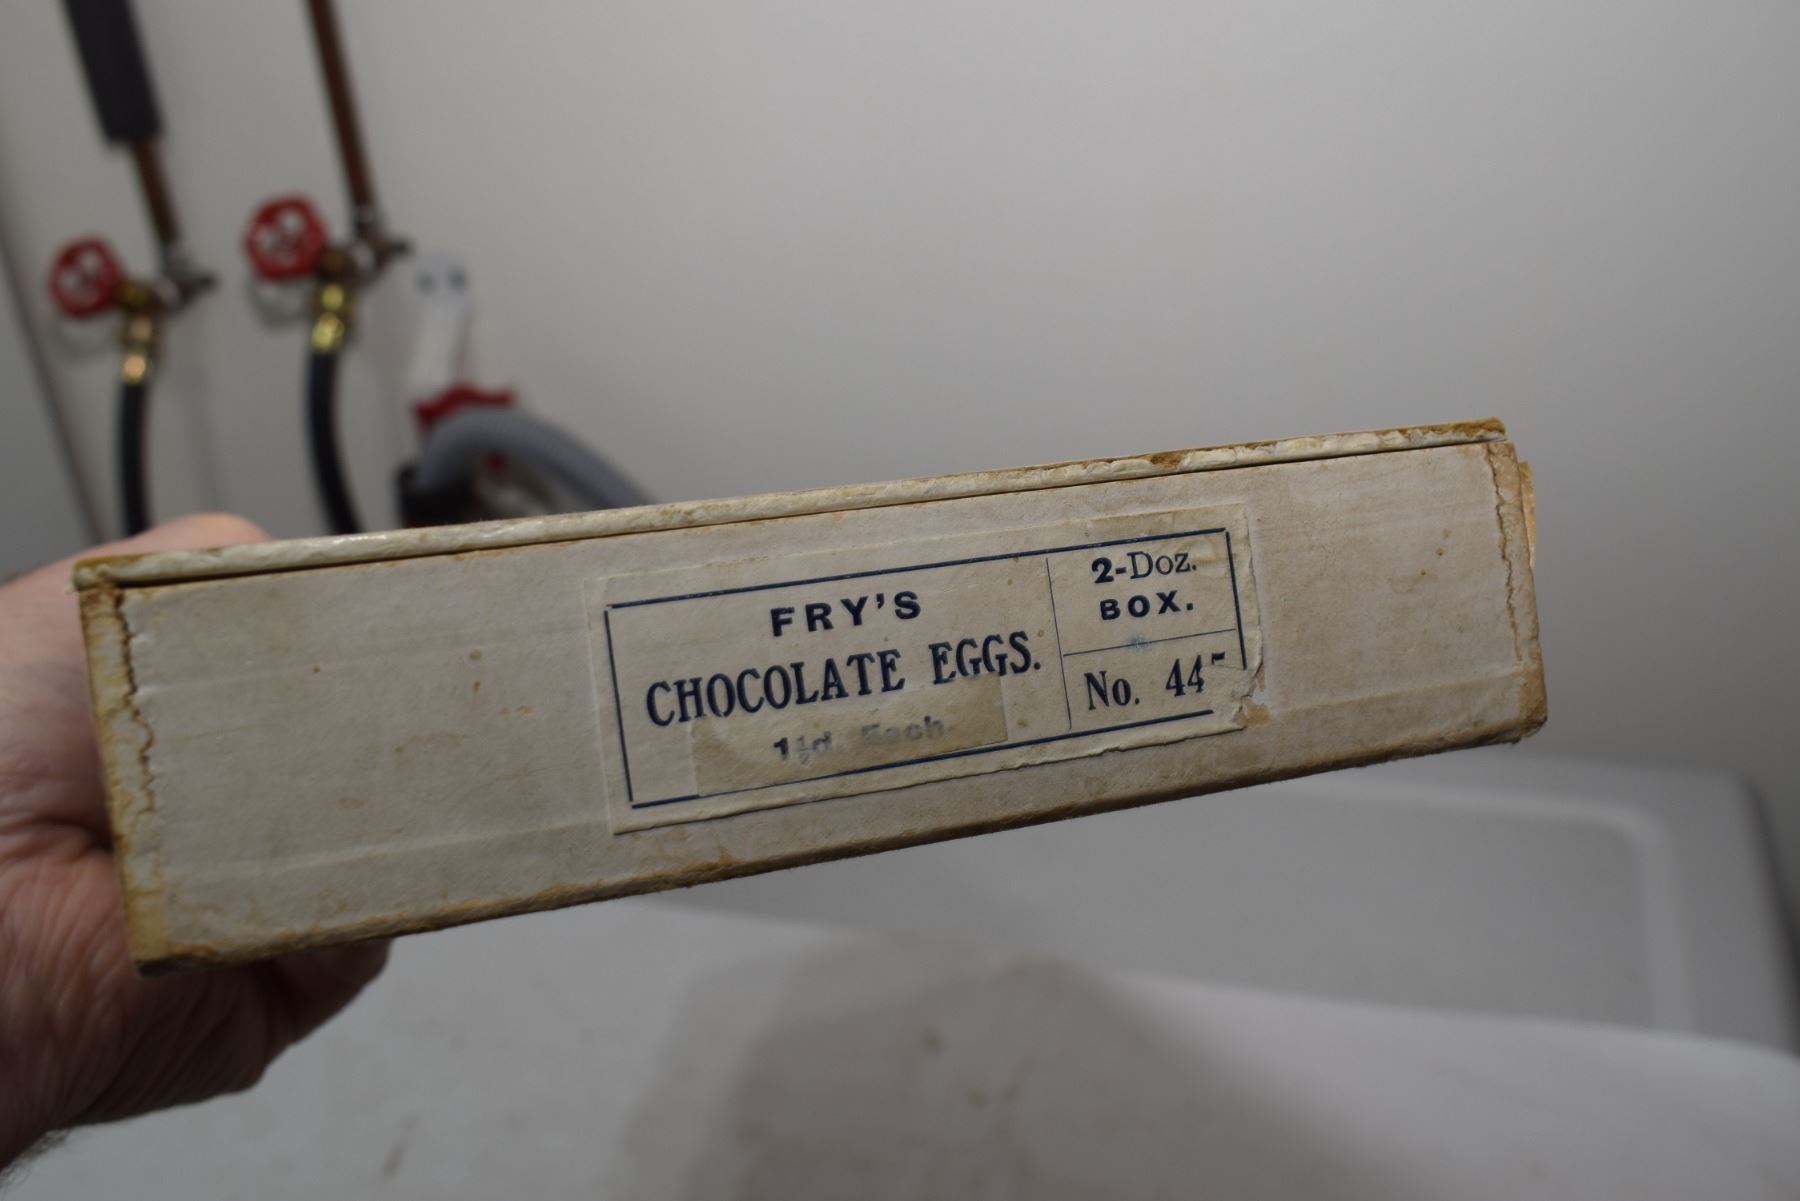 FRY'S
CHOCOLATE EGGS.
1½d. Each.
2-Doz.
BOX.
No. 44